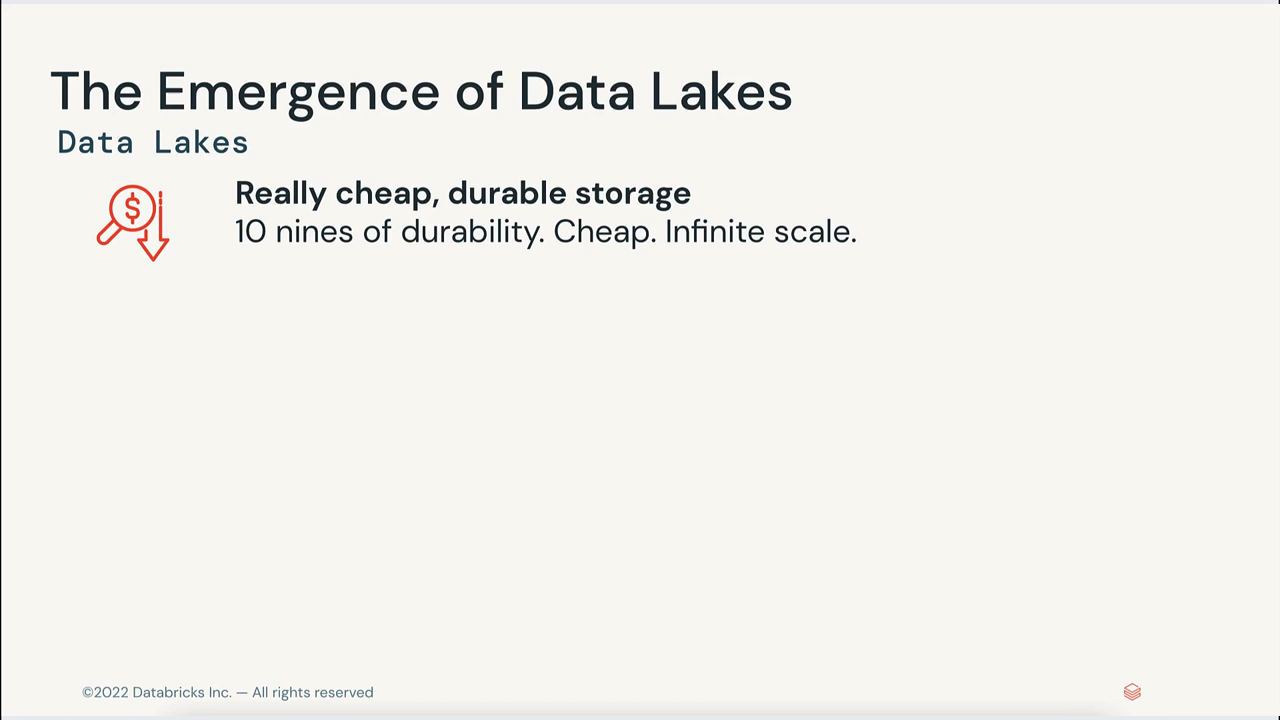 The Emergence of Data Lakes
Data Lakes
$
Really cheap, durable storage
10 nines of durability. Cheap. Infinite scale.
©2022 Databricks Inc. — All rights reserved